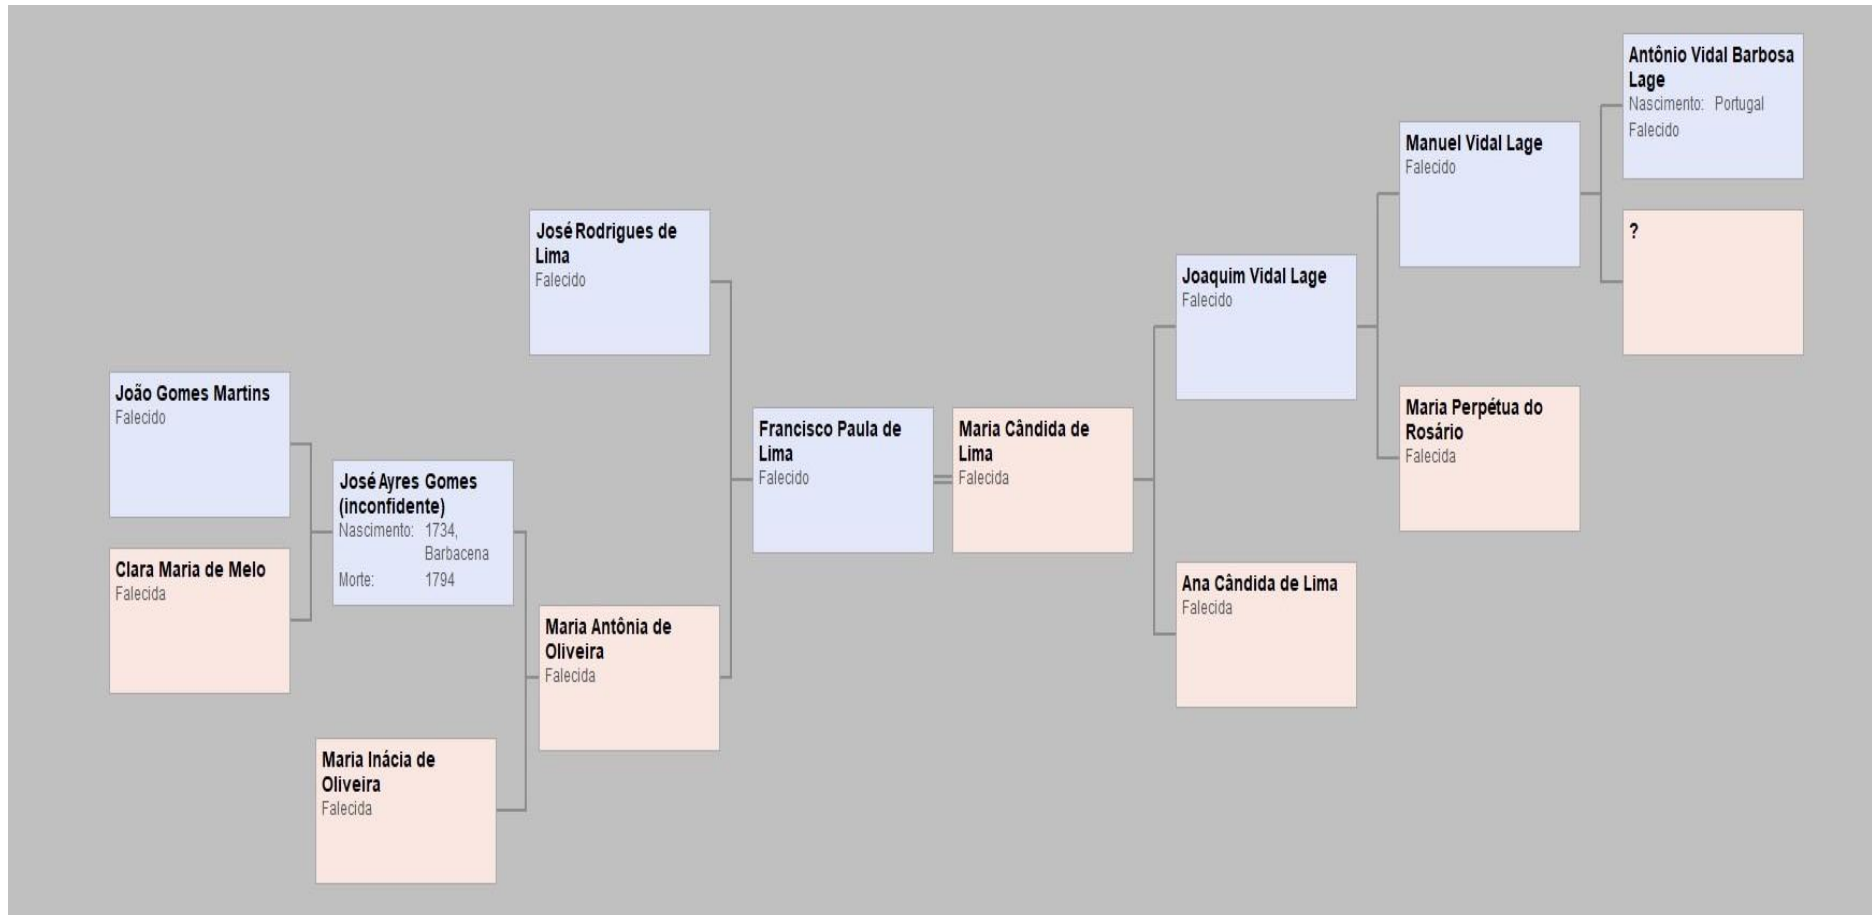 João Gomes Martins
Falecido
Clara Maria de Melo
Falecida
José Ayres Gomes
(inconfidente)
Nascimento: 1734,
Barbacena
Morte: 1794
Maria Inácia de
Oliveira
Falecida
José Rodrigues de
Lima
Falecido
Maria Antônia de
Oliveira
Falecida
Francisco Paula de
Lima
Falecido
Maria Cândida de
Lima
Falecida
Joaquim Vidal Lage
Falecido
Ana Cândida de Lima
Falecida
Manuel Vidal Lage
Falecido
Maria Perpétua do
Rosário
Falecida
Antônio Vidal Barbosa
Lage
Nascimento: Portugal
Falecido
?